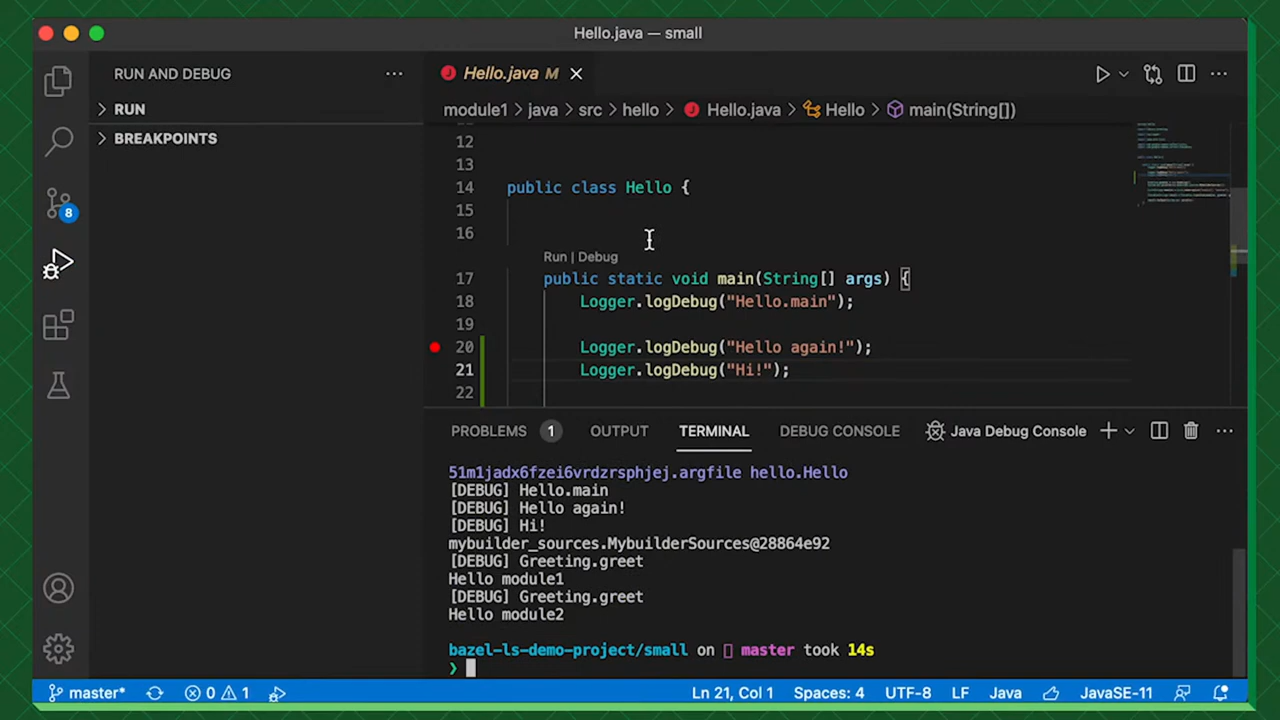 Hello.java — small
RUN AND DEBUG
RUN
BREAKPOINTS
8
Hello.java M
module1 > java > src > hello > Hello.java > Hello > main(String[])
12
13
14 public class Hello {
15
16
Run | Debug
17 public static void main(String[] args) {
18 Logger.logDebug("Hello.main");
19
20 Logger.logDebug("Hello again!");
21 Logger.logDebug("Hi!");
22
PROBLEMS 1 OUTPUT TERMINAL DEBUG CONSOLE Java Debug Console
51m1jadx6fzei6vrdzrsphjej.argfile hello.Hello
[DEBUG] Hello.main
[DEBUG] Hello again!
[DEBUG] Hi!
mybuilder_sources.MybuilderSources@28864e92
[DEBUG] Greeting.greet
Hello module1
[DEBUG] Greeting.greet
Hello module2
bazel-ls-demo-project/small on master took 14s
❯
master* 0 1 Ln 21, Col 1 Spaces: 4 UTF-8 LF Java JavaSE-11